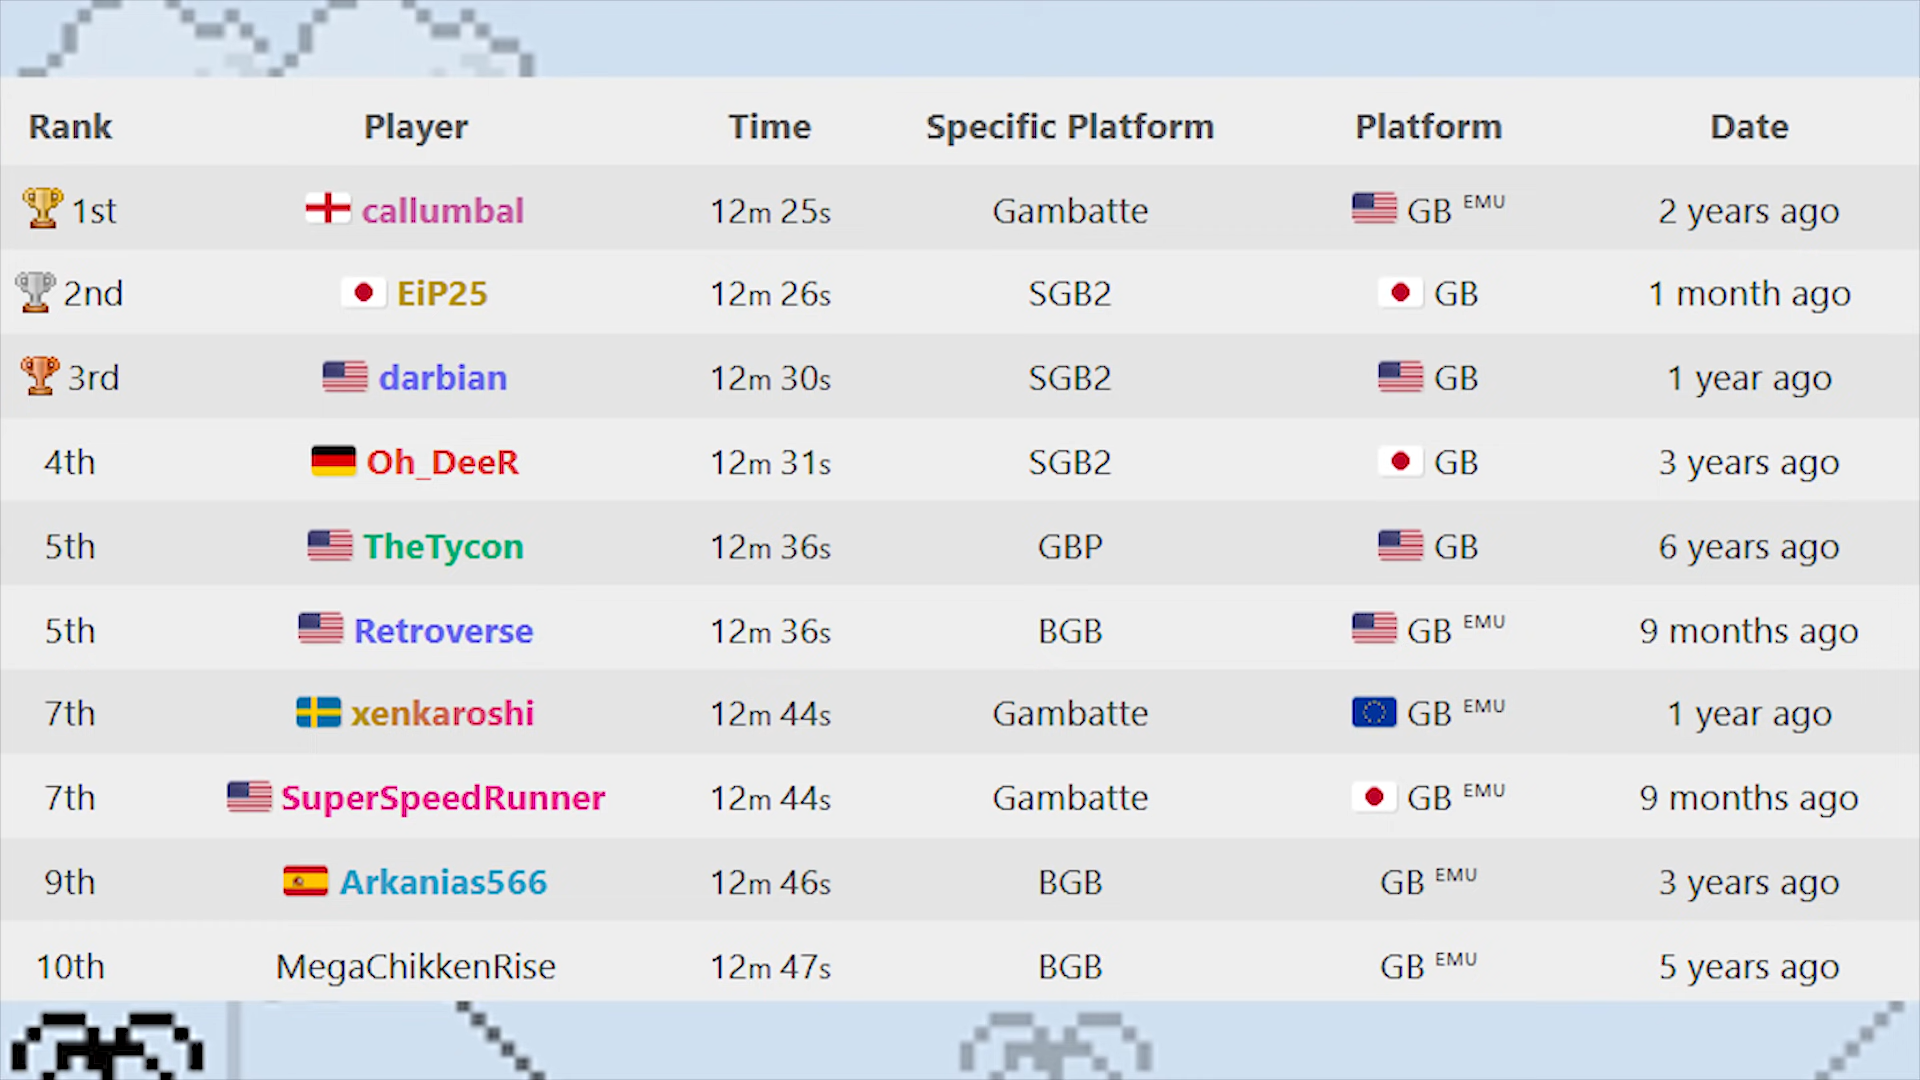 Rank Player Time Specific Platform Platform Date
1st callumbal 12m 25s Gambatte GB EMU 2 years ago
2nd EiP25 12m 26s SGB2 GB 1 month ago
3rd darbian 12m 30s SGB2 GB 1 year ago
4th Oh_DeeR 12m 31s SGB2 GB 3 years ago
5th TheTycon 12m 36s GBP GB 6 years ago
5th Retroverse 12m 36s BGB GB EMU 9 months ago
7th xenkaroshi 12m 44s Gambatte GB EMU 1 year ago
7th SuperSpeedRunner 12m 44s Gambatte GB EMU 9 months ago
9th Arkanias566 12m 46s BGB GB EMU 3 years ago
10th MegaChikkenRise 12m 47s BGB GB EMU 5 years ago